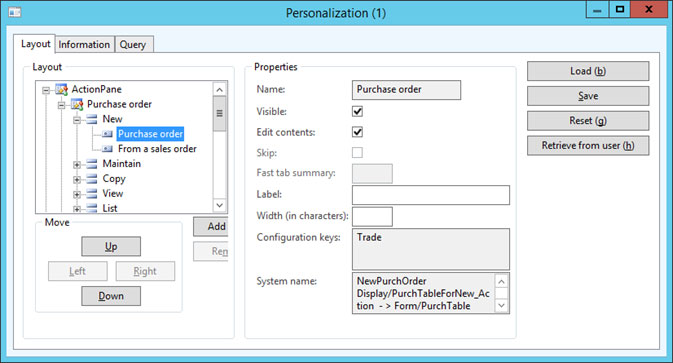 Personalization (1)
Layout Information Query
Layout
ActionPane
Purchase order
New
Purchase order
From a sales order
Maintain
Copy
View
List
Move
Up
Left Right
Down
Add
Properties
Name: Purchase order
Visible:
Edit contents:
Skip:
Fast tab summary:
Label:
Width (in characters):
Configuration keys: Trade
System name: NewPurchOrder
Display/PurchTableForNew_Ac
tion -> Form/PurchTable
Load (b)
Save
Reset (g)
Retrieve from user (h)